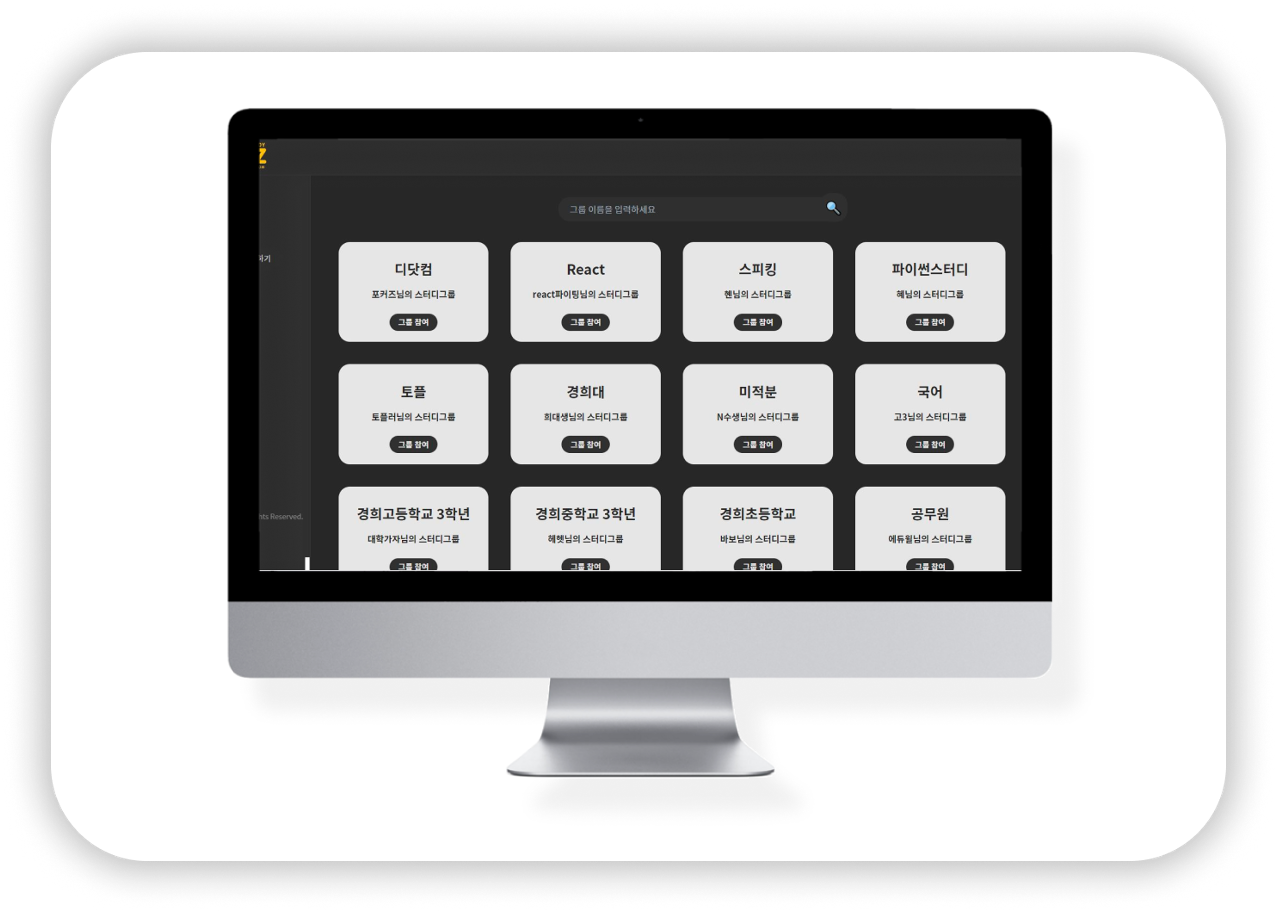 Z
그룹 이름을 입력하세요
하기
디닷컴
포커즈님의 스터디그룹
그룹 참여
React
react파이팅님의 스터디그룹
그룹 참여
스피킹
헨님의 스터디그룹
그룹 참여
파이썬스터디
헤님의 스터디그룹
그룹 참여
토플
토플러님의 스터디그룹
그룹 참여
경희대
희대생님의 스터디그룹
그룹 참여
미적분
N수생님의 스터디그룹
그룹 참여
국어
고3님의 스터디그룹
그룹 참여
경희고등학교 3학년
대학가자님의 스터디그룹
그룹 참여
경희중학교 3학년
헤헷님의 스터디그룹
그룹 참여
경희초등학교
바보님의 스터디그룹
그룹 참여
공무원
에듀윌님의 스터디그룹
그룹 참여
hts Reserved.